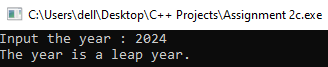 C:\Users\dell\Desktop\C++ Projects\Assignment 2c.exe
Input the year : 2024
The year is a leap year.